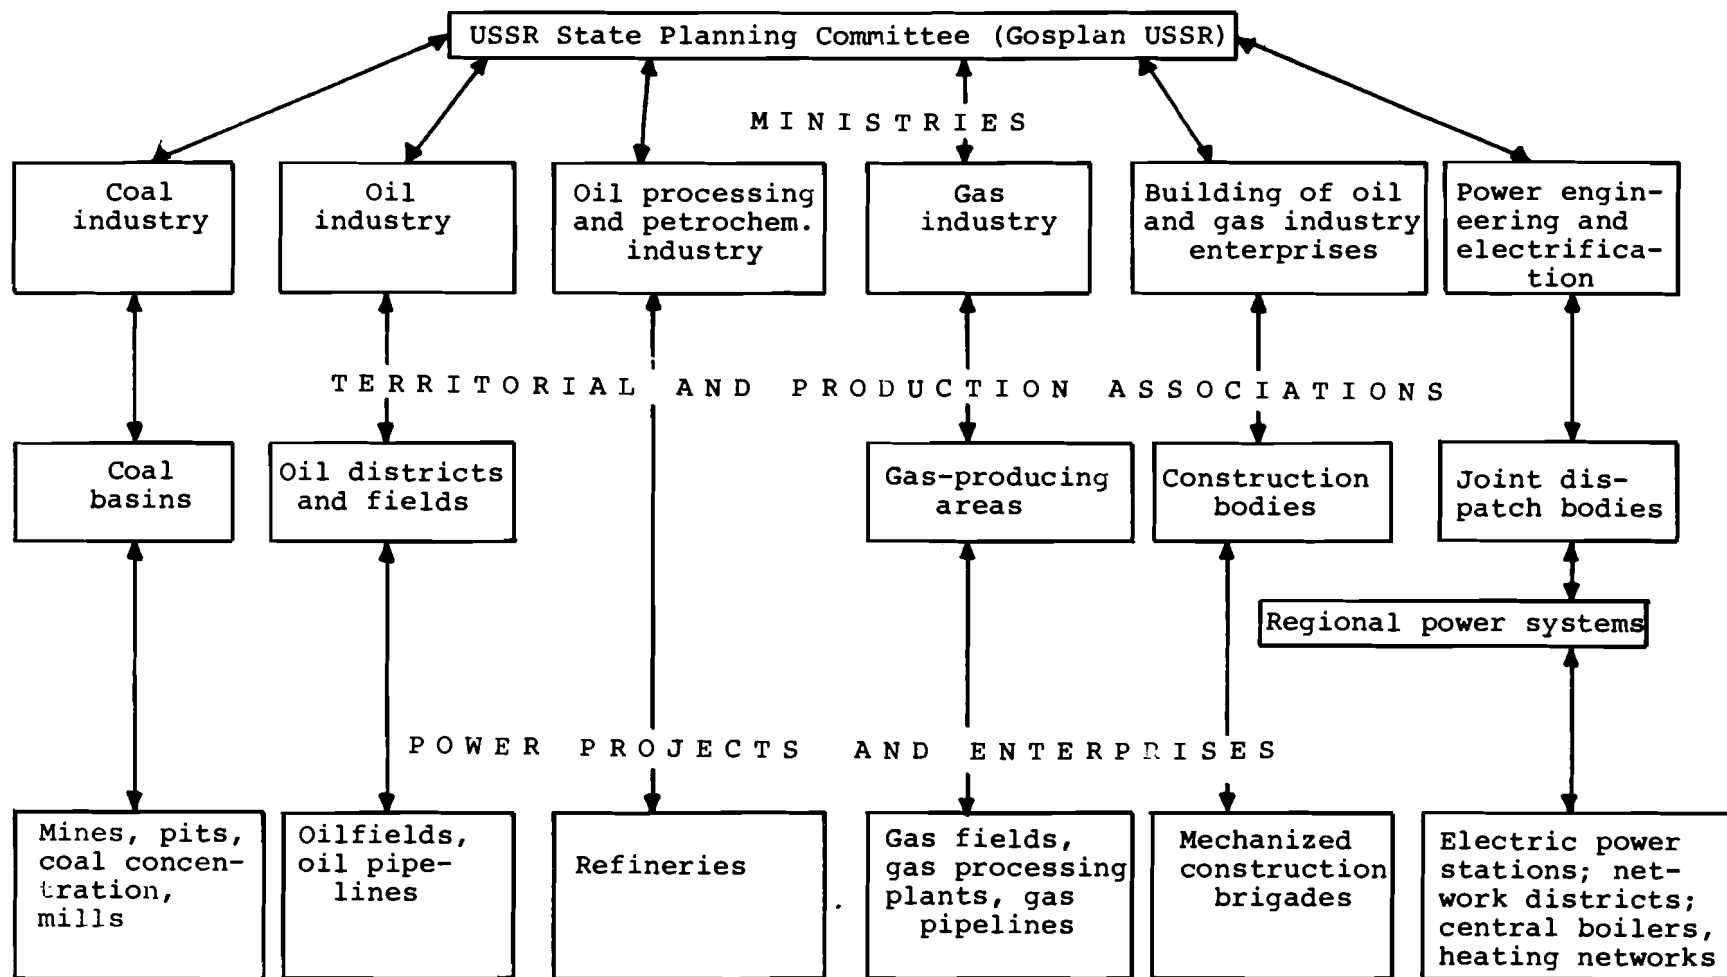 USSR State Planning Committee (Gosplan USSR)
MINISTRIES
Coal
industry
Oil
industry
Oil processing
and petrochem.
industry
Gas
industry
Building of oil
and gas industry
enterprises
Power engin-
eering and
electrifica-
tion
TERRITORIAL AND PRODUCTION ASSOCIATIONS
Coal
basins
Oil districts
and fields
Gas-producing
areas
Construction
bodies
Joint dis-
patch bodies
Regional power systems
POWER PROJECTS AND ENTERPRISES
Mines, pits,
coal concen-
tration,
mills
Oilfields,
oil pipe-
lines
Refineries
Gas fields,
gas processing
plants, gas
pipelines
Mechanized
construction
brigades
Electric power
stations; net-
work districts;
central boilers,
heating networks